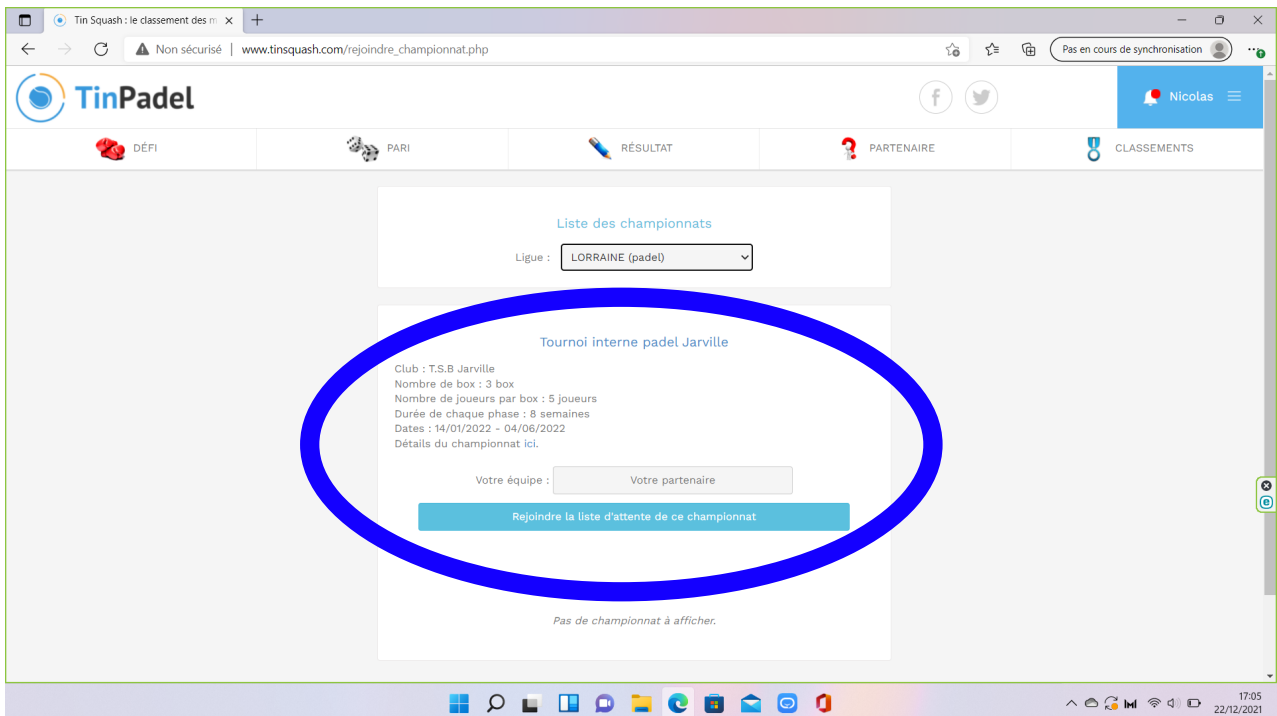 Tin Squash : le classement des m
Non sécurisé | www.tinsquash.com/rejoindre_championnat.php
Pas en cours de synchronisation
TinPadel
Nicolas
DÉFI
PARI
RÉSULTAT
PARTENAIRE
CLASSEMENTS
Liste des championnats
Ligue : LORRAINE (padel)
Tournoi interne padel Jarville
Club : T.S.B Jarville
Nombre de box : 3 box
Nombre de joueurs par box : 5 joueurs
Durée de chaque phase : 8 semaines
Dates : 14/01/2022 - 04/06/2022
Détails du championnat ici.
Votre équipe : Votre partenaire
Rejoindre la liste d'attente de ce championnat
Pas de championnat à afficher.
17:05
22/12/2021